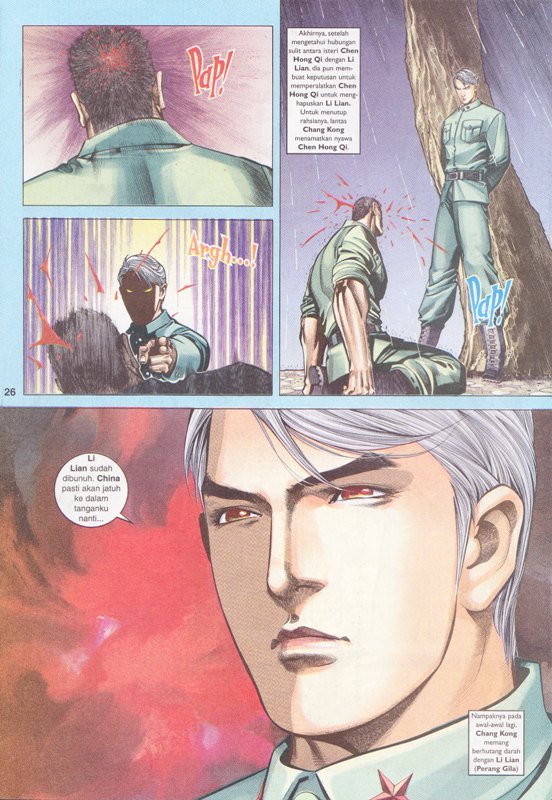 Pap!
Akhirnya, setelah
mengetahui hubungan
sulit antara isteri Chen
Hong Qi dengan Li
Lian, dia pun mem-
buat keputusan untuk
memperalatkan Chen
Hong Qi untuk meng-
hapuskan Li Lian.
Untuk menutup
rahsianya, lantas
Chang Kong
menamatkan nyawa
Chen Hong Qi.
Argh...!
Pap!
26
Li
Lian sudah
dibunuh. China
pasti akan jatuh
ke dalam
tanganku
nanti...
Nampaknya pada
awal-awal lagi,
Chang Kong
memang
berhutang darah
dengan Li Lian
(Perang Gila)